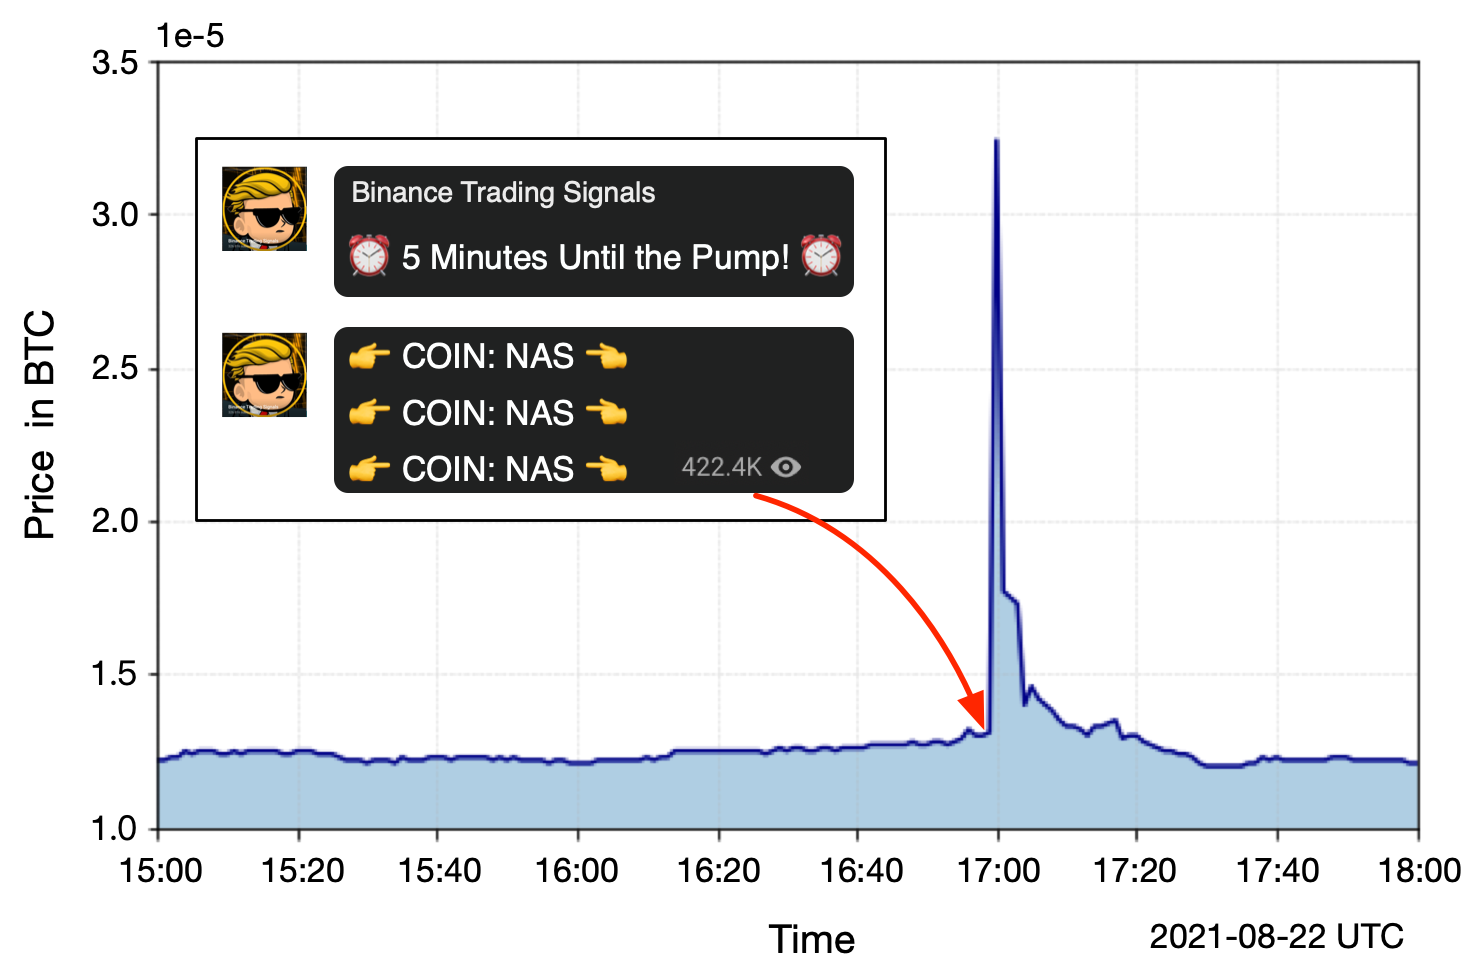 1e-5
3.5
3.0
2.5
2.0
1.5
1.0
Price in BTC
Binance Trading Signals
⏰ 5 Minutes Until the Pump! ⏰
👉 COIN: NAS 👈
👉 COIN: NAS 👈
👉 COIN: NAS 👈
422.4K
15:00 15:20 15:40 16:00 16:20 16:40 17:00 17:20 17:40 18:00
Time
2021-08-22 UTC